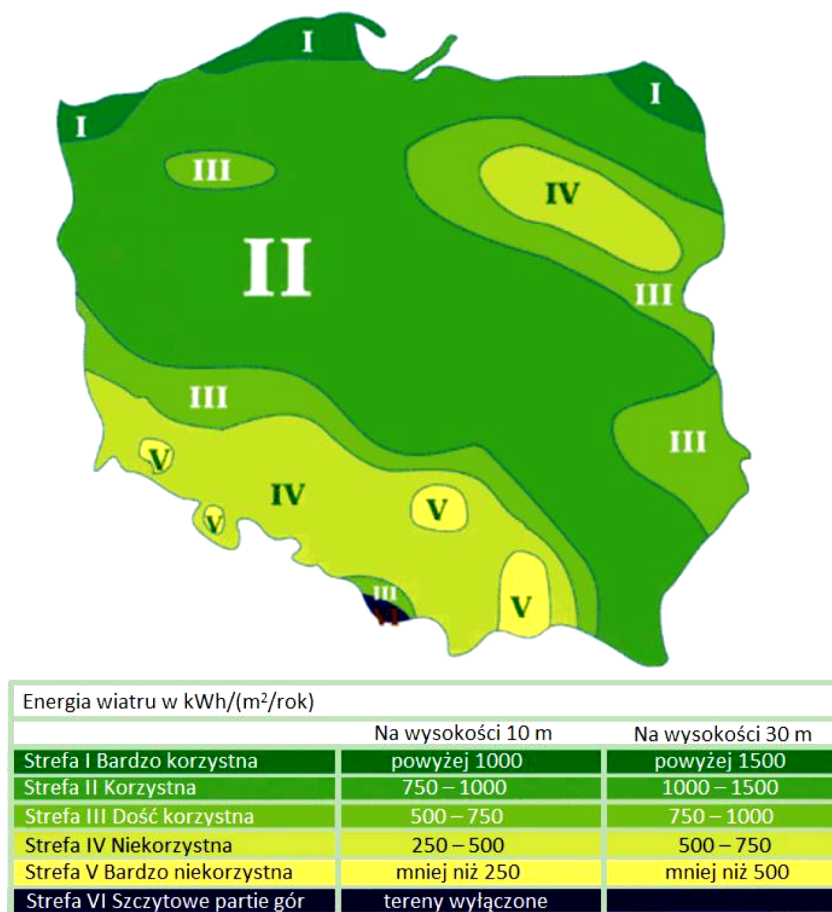 I
I
I
III
IV
II
III
III
III
V
IV
V
V
III
V
VI
Energia wiatru w kWh/(m²/rok)
Na wysokości 10 m Na wysokości 30 m
Strefa I Bardzo korzystna powyżej 1000 powyżej 1500
Strefa II Korzystna 750 – 1000 1000 – 1500
Strefa III Dość korzystna 500 – 750 750 – 1000
Strefa IV Niekorzystna 250 – 500 500 – 750
Strefa V Bardzo niekorzystna mniej niż 250 mniej niż 500
Strefa VI Szczytowe partie gór tereny wyłączone